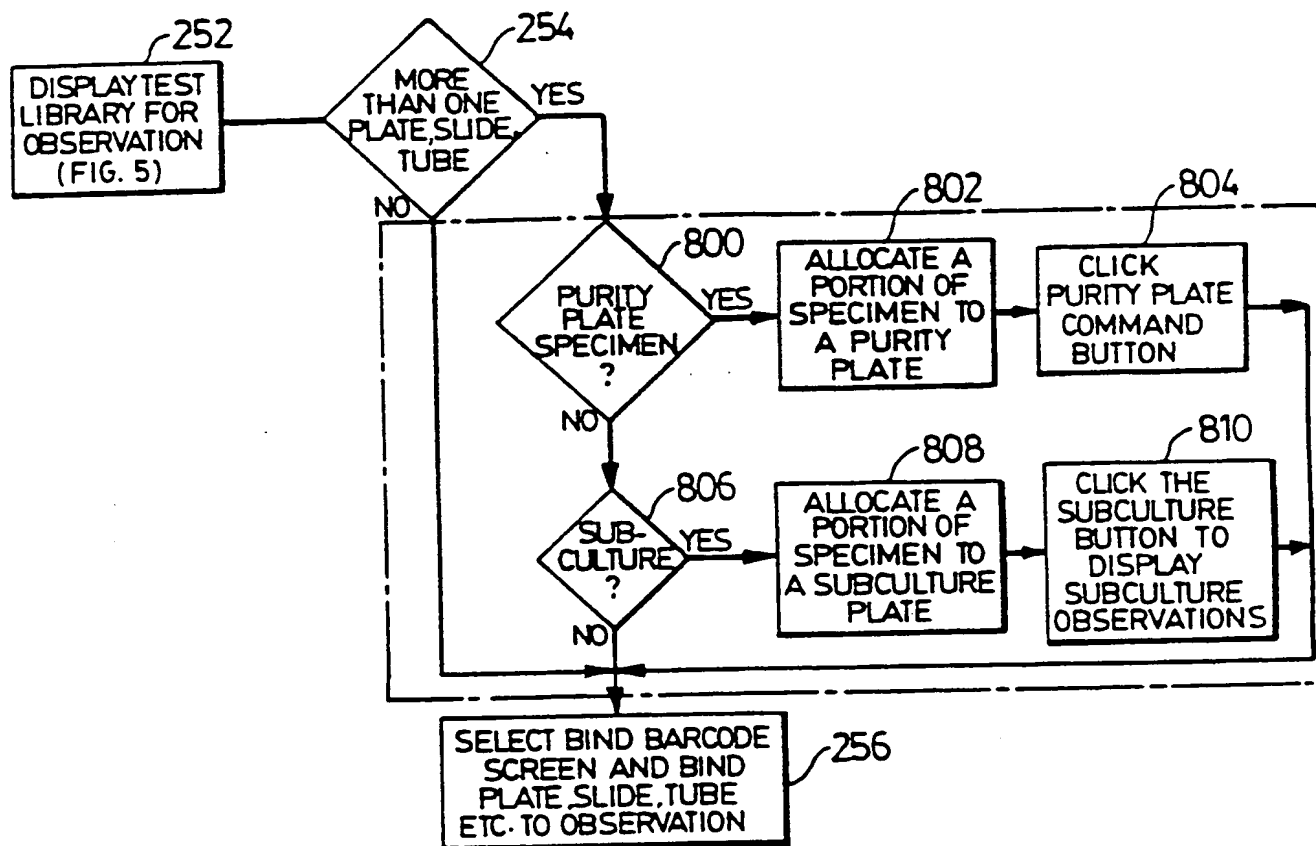 252
DISPLAY TEST
LIBRARY FOR
OBSERVATION
(FIG. 5)
254
MORE
THAN ONE
PLATE, SLIDE,
TUBE
YES
NO
800
PURITY
PLATE
SPECIMEN
?
YES
NO
802
ALLOCATE A
PORTION OF
SPECIMEN TO
A PURITY
PLATE
804
CLICK
PURITY PLATE
COMMAND
BUTTON
806
SUB-
CULTURE
?
YES
NO
808
ALLOCATE A
PORTION OF
SPECIMEN TO
A SUBCULTURE
PLATE
810
CLICK THE
SUBCULTURE
BUTTON TO
DISPLAY
SUBCULTURE
OBSERVATIONS
SELECT BIND BARCODE
SCREEN AND BIND
PLATE, SLIDE, TUBE
ETC. TO OBSERVATION
256